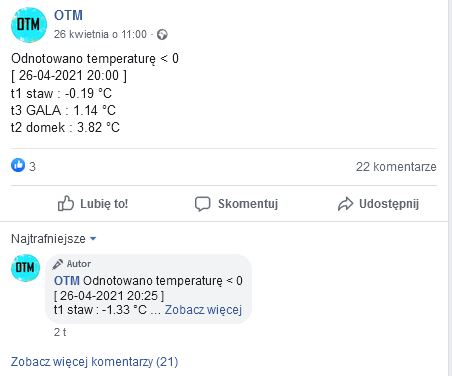 OTM
OTM
26 kwietnia o 11:00 ·
Odnotowano temperaturę < 0
[ 26-04-2021 20:00 ]
t1 staw : -0.19 °C
t3 GALA : 1.14 °C
t2 domek : 3.82 °C
3
22 komentarze
Lubię to!
Skomentuj
Udostępnij
Najtrafniejsze
OTM
Autor
OTM Odnotowano temperaturę < 0
[ 26-04-2021 20:25 ]
t1 staw : -1.33 °C ... Zobacz więcej
2 t
Zobacz więcej komentarzy (21)